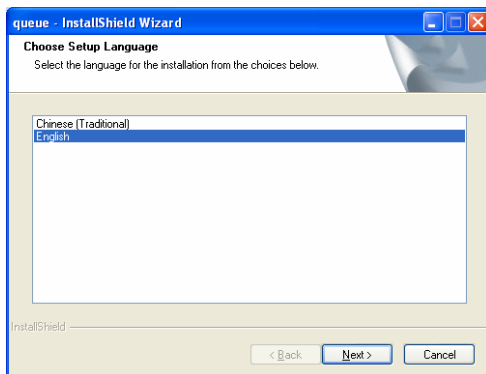 queue - InstallShield Wizard
Choose Setup Language
Select the language for the installation from the choices below.
Chinese (Traditional)
English
InstallShield
< Back
Next >
Cancel